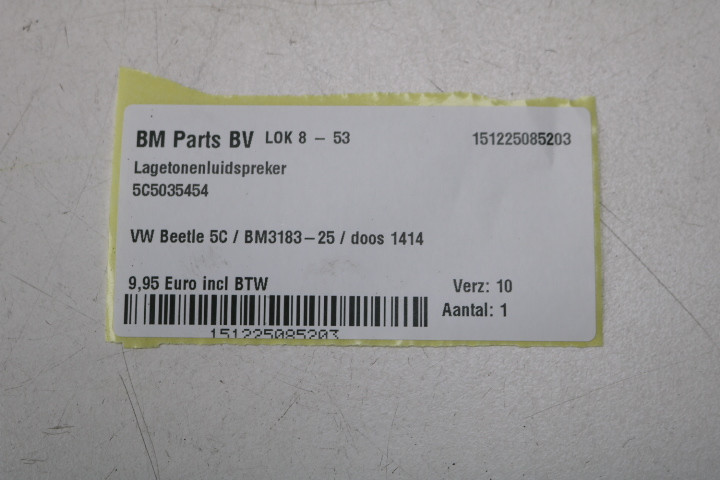 BM Parts BV LOK 8 - 53 151225085203
Lagetonenluidspreker
5C5035454
VW Beetle 5C / BM3183-25 / doos 1414
9,95 Euro incl BTW Verz: 10
Aantal: 1
151225085203